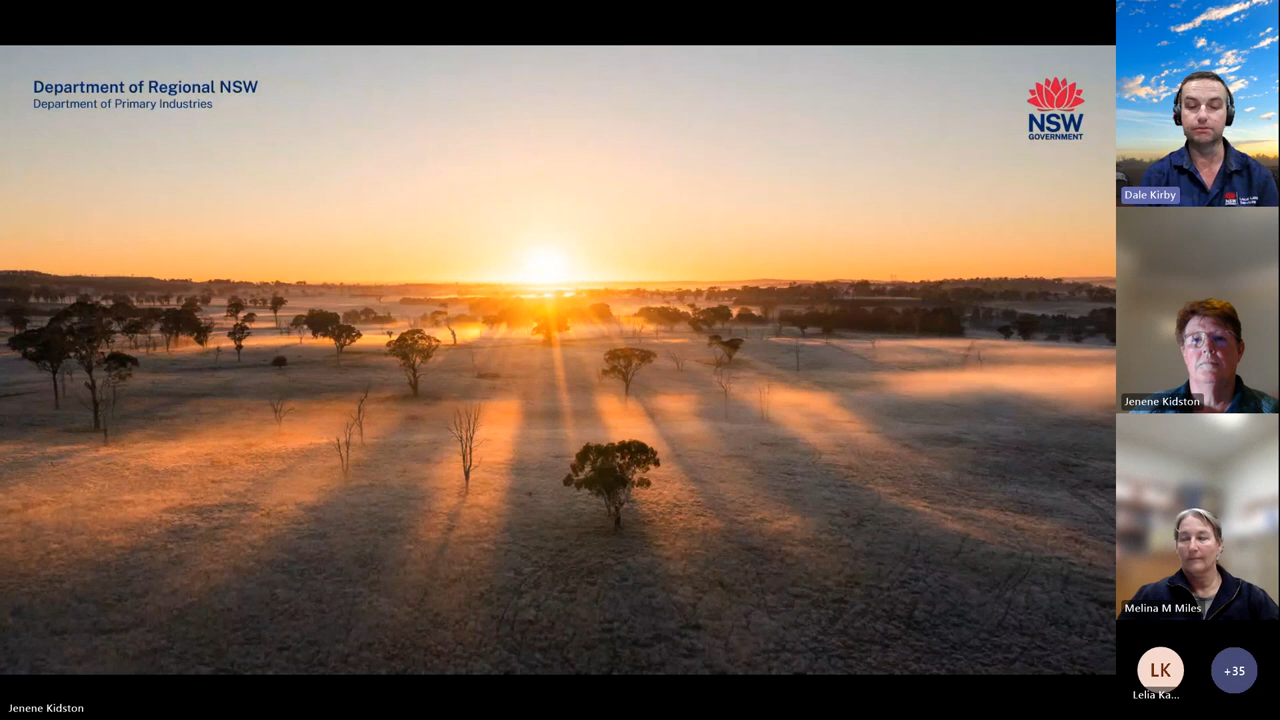 Department of Regional NSW
Department of Primary Industries
NSW
GOVERNMENT
Dale Kirby
NSW
Jenene Kidston
Melina M Miles
LK
+35
Lelia Ka...
Jenene Kidston